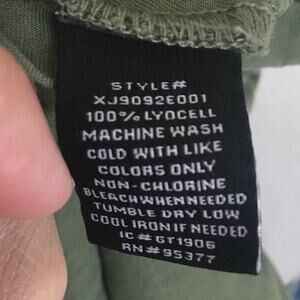 STYLE#
XJ9092E001
100% LYOCELL
MACHINE WASH
COLD WITH LIKE
COLORS ONLY
NON-CHLORINE
BLEACH WHEN NEEDED
TUMBLE DRY LOW
COOL IRON IF NEEDED
IC# GT1906
RN# 95377